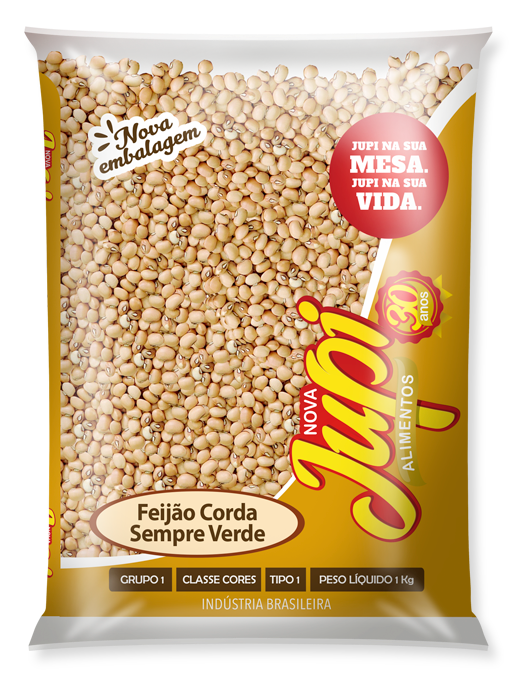 Nova
embalagem
JUPI NA SUA
MESA.
JUPI NA SUA
VIDA.
30
anos
NOVA
Jupi
ALIMENTOS
Feijão Corda
Sempre Verde
GRUPO 1
CLASSE CORES
TIPO 1
PESO LÍQUIDO 1 Kg
INDÚSTRIA BRASILEIRA